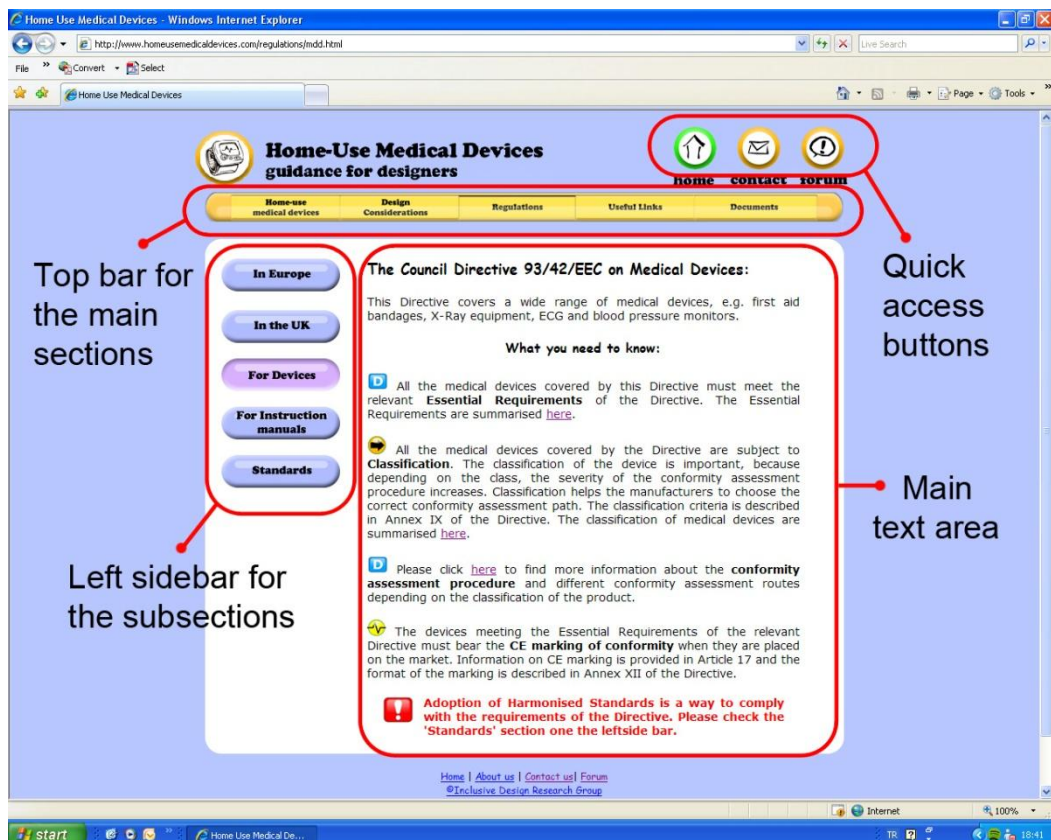 Home Use Medical Devices - Windows Internet Explorer
http://www.homeusemedicaldevices.com/regulations/mdd.html
Live Search
File » Convert Select
Home Use Medical Devices
Page Tools »
Home-Use Medical Devices
guidance for designers
home contact forum
Home-use
medical devices
Design
Considerations
Regulations
Useful Links
Documents
Top bar for
the main
sections
Quick
access
buttons
In Europe
In the UK
For Devices
For Instruction
manuals
Standards
Left sidebar for
the subsections
The Council Directive 93/42/EEC on Medical Devices:
This Directive covers a wide range of medical devices, e.g. first aid
bandages, X-Ray equipment, ECG and blood pressure monitors.
What you need to know:
D All the medical devices covered by this Directive must meet the
relevant Essential Requirements of the Directive. The Essential
Requirements are summarised here.
All the medical devices covered by the Directive are subject to
Classification. The classification of the device is important, because
depending on the class, the severity of the conformity assessment
procedure increases. Classification helps the manufacturers to choose the
correct conformity assessment path. The classification criteria is described
in Annex IX of the Directive. The classification of medical devices are
summarised here.
D Please click here to find more information about the conformity
assessment procedure and different conformity assessment routes
depending on the classification of the product.
The devices meeting the Essential Requirements of the relevant
Directive must bear the CE marking of conformity when they are placed
on the market. Information on CE marking is provided in Article 17 and the
format of the marking is described in Annex XII of the Directive.
! Adoption of Harmonised Standards is a way to comply
with the requirements of the Directive. Please check the
'Standards' section one the leftside bar.
Main
text area
Home | About us | Contact us| Forum
©Inclusive Design Research Group
Internet 100%
start » Home Use Medical De... TR ? 18:41